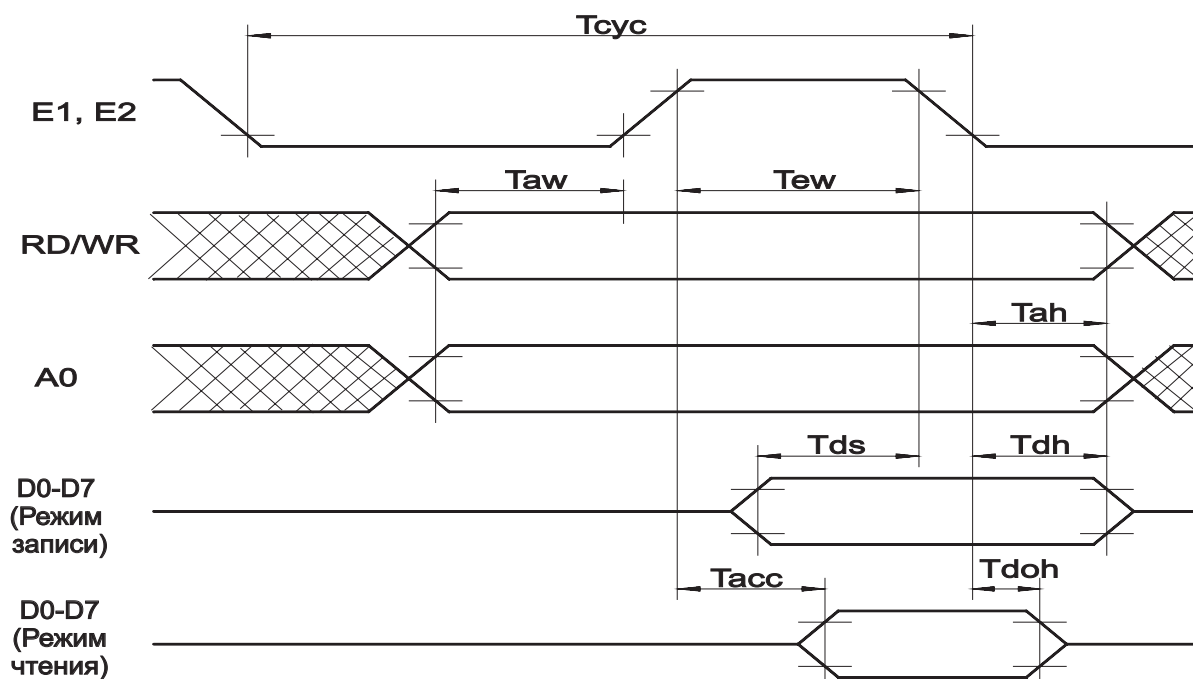 Tcyc
E1, E2
Taw
Tew
RD/WR
Tah
A0
Tds
Tdh
D0-D7
(Режим
записи)
Tacc
Tdoh
D0-D7
(Режим
чтения)